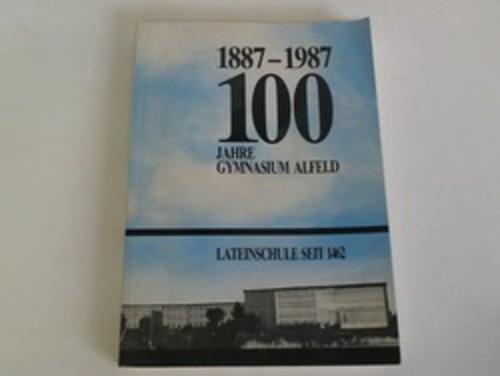 1887–1987
100
JAHRE
GYMNASIUM ALFELD
LATEINSCHULE SEIT 1462